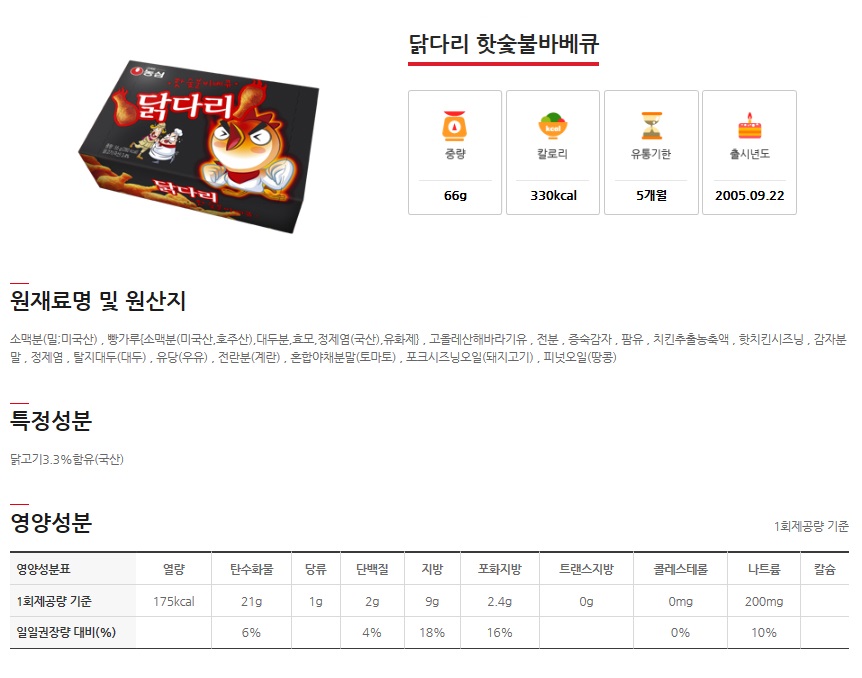 닭다리 핫숯불바베큐
농심
핫숯불바베큐
닭다리
닭다리
중량
칼로리
유통기한
출시년도
kcal
66g
330kcal
5개월
2005.09.22
원재료명 및 원산지
소맥분(밀:미국산) , 빵가루{소맥분(미국산,호주산),대두분,효모,정제염(국산),유화제} , 고올레산해바라기유 , 전분 , 증숙감자 , 팜유 , 치킨추출농축액 , 핫치킨시즈닝 , 감자분
말 , 정제염 , 탈지대두(대두) , 유당(우유) , 전란분(계란) , 혼합야채분말(토마토) , 포크시즈닝오일(돼지고기) , 피넛오일(땅콩)
특정성분
닭고기3.3%함유(국산)
영양성분
1회제공량 기준
영양성분표 열량 탄수화물 당류 단백질 지방 포화지방 트랜스지방 콜레스테롤 나트륨 칼슘
1회제공량 기준 175kcal 21g 1g 2g 9g 2.4g 0g 0mg 200mg
일일권장량 대비(%) 6% 4% 18% 16% 0% 10%